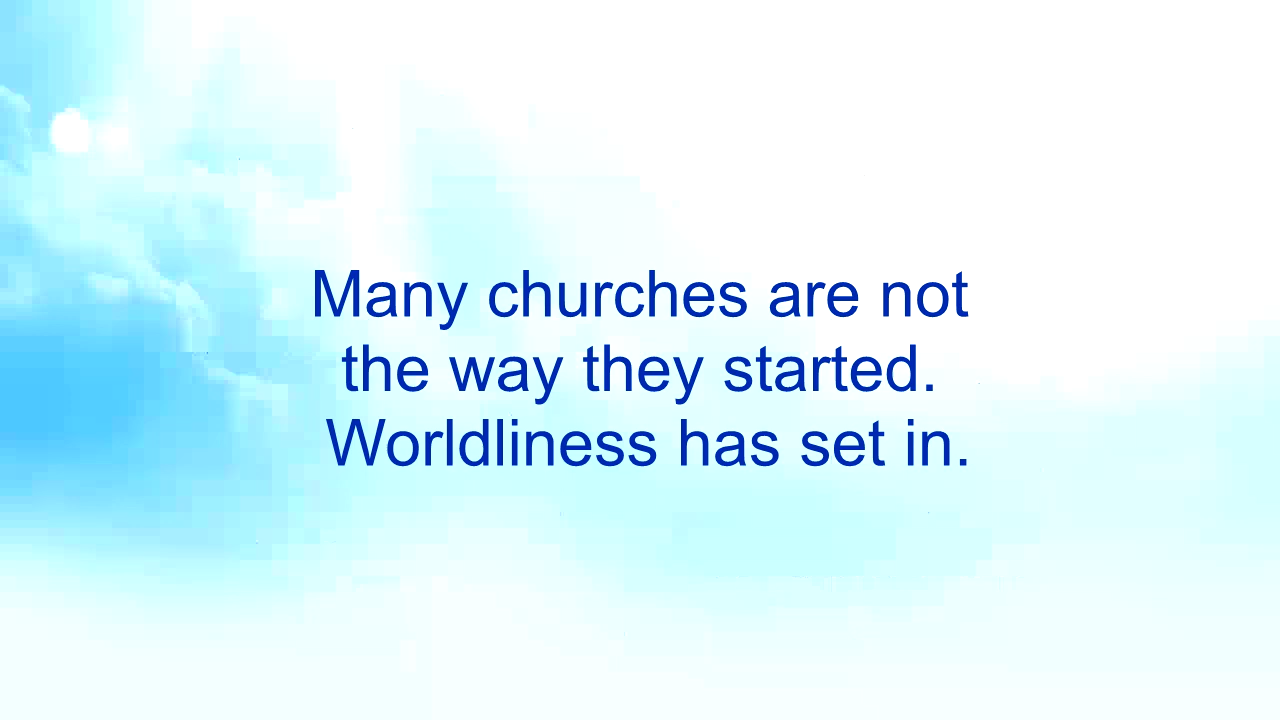 Many churches are not
the way they started.
Worldliness has set in.